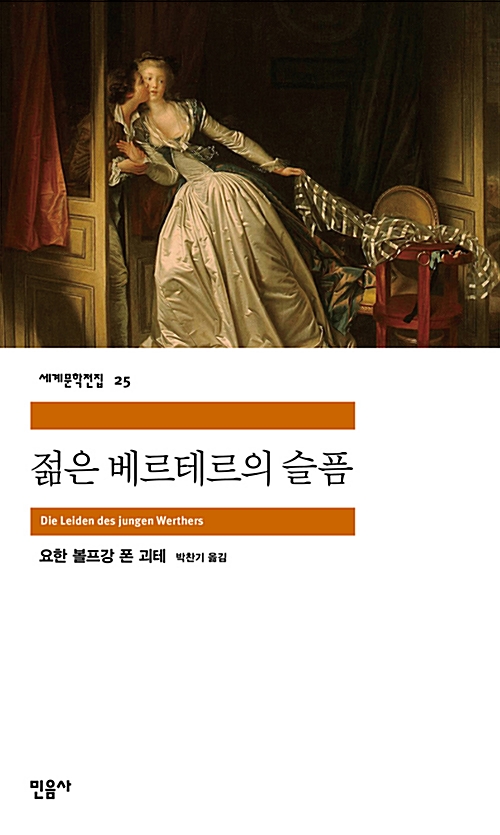 세계문학전집 25
젊은 베르테르의 슬픔
Die Leiden des jungen Werthers
요한 볼프강 폰 괴테 박찬기 옮김
민음사